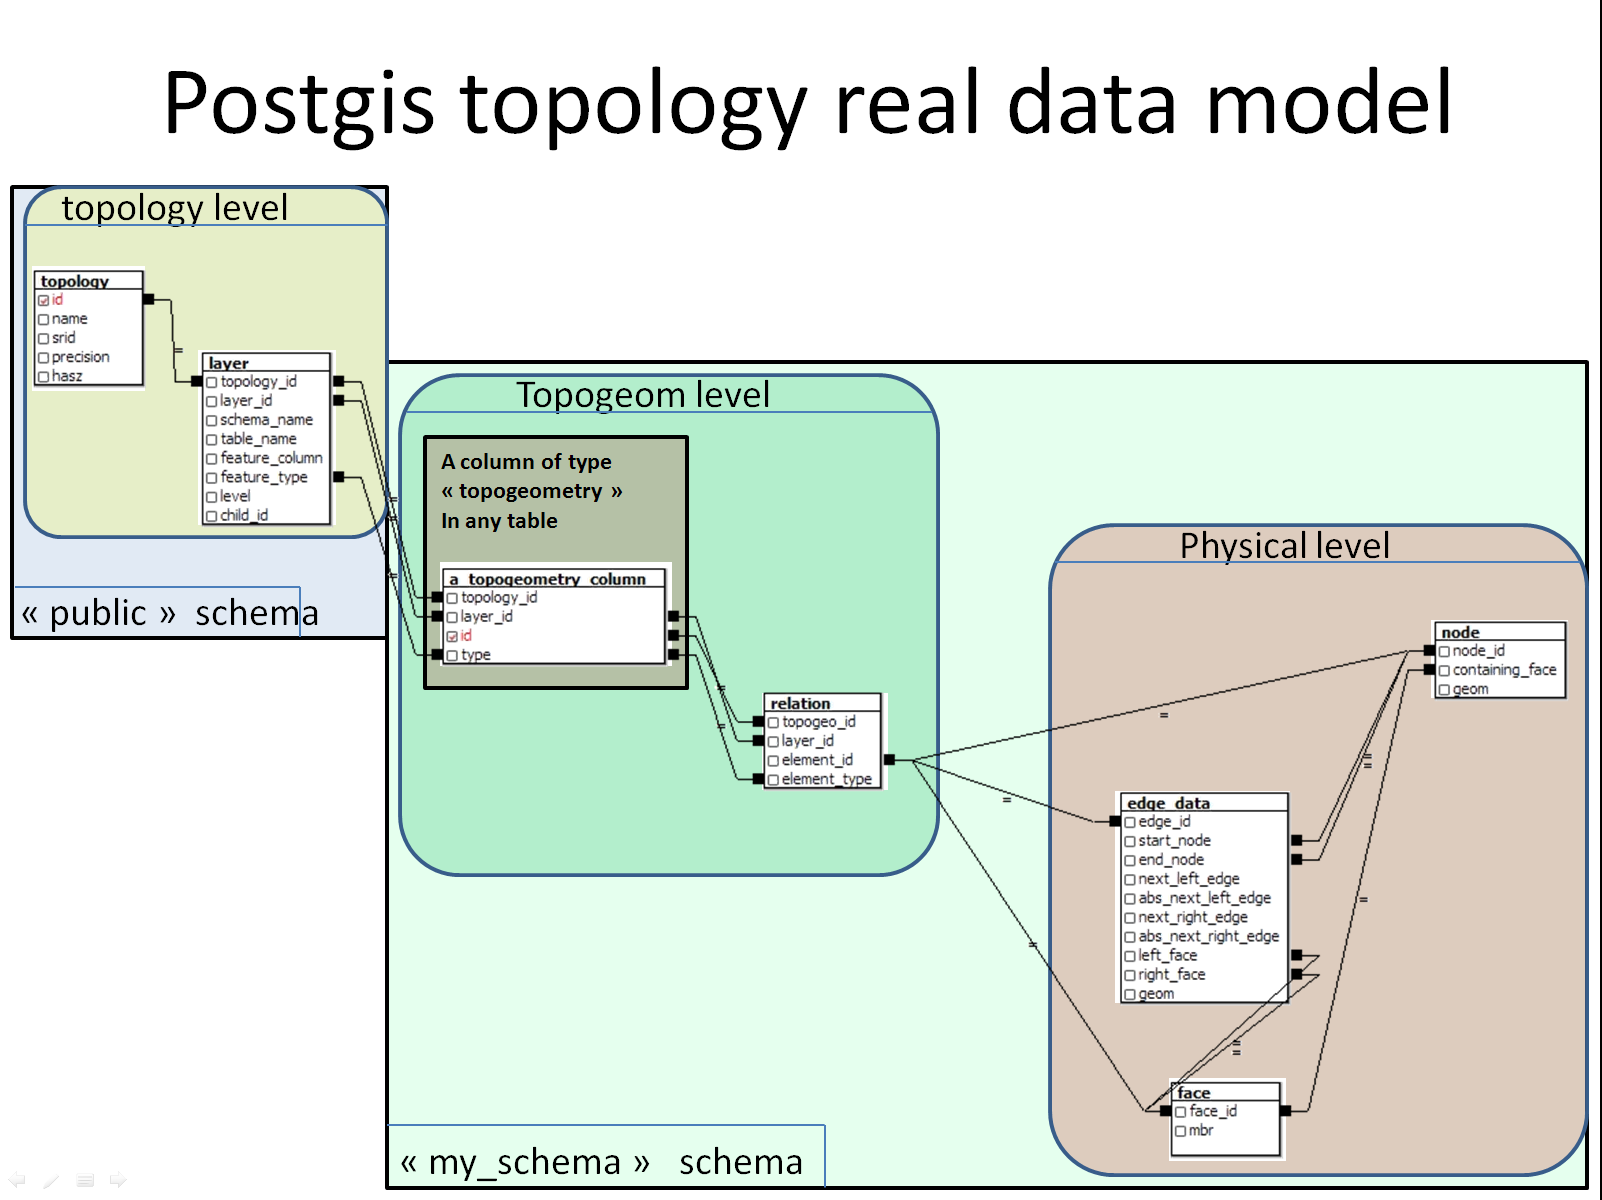 Postgis topology real data model
topology level
topology
id
name
srid
precision
hasz
=
layer
topology_id
layer_id
schema_name
table_name
feature_column
feature_type
level
child_id
« public »  schema
Topogeom level
A column of type
« topogeometry »
In any table
=
=
=
a_topogeometry_column
topology_id
layer_id
id
type
=
=
relation
topogeo_id
layer_id
element_id
element_type
Physical level
node
node_id
containing_face
geom
=
=
=
=
edge_data
edge_id
start_node
end_node
next_left_edge
abs_next_left_edge
next_right_edge
abs_next_right_edge
left_face
right_face
geom
=
=
=
=
face
face_id
mbr
« my_schema »   schema